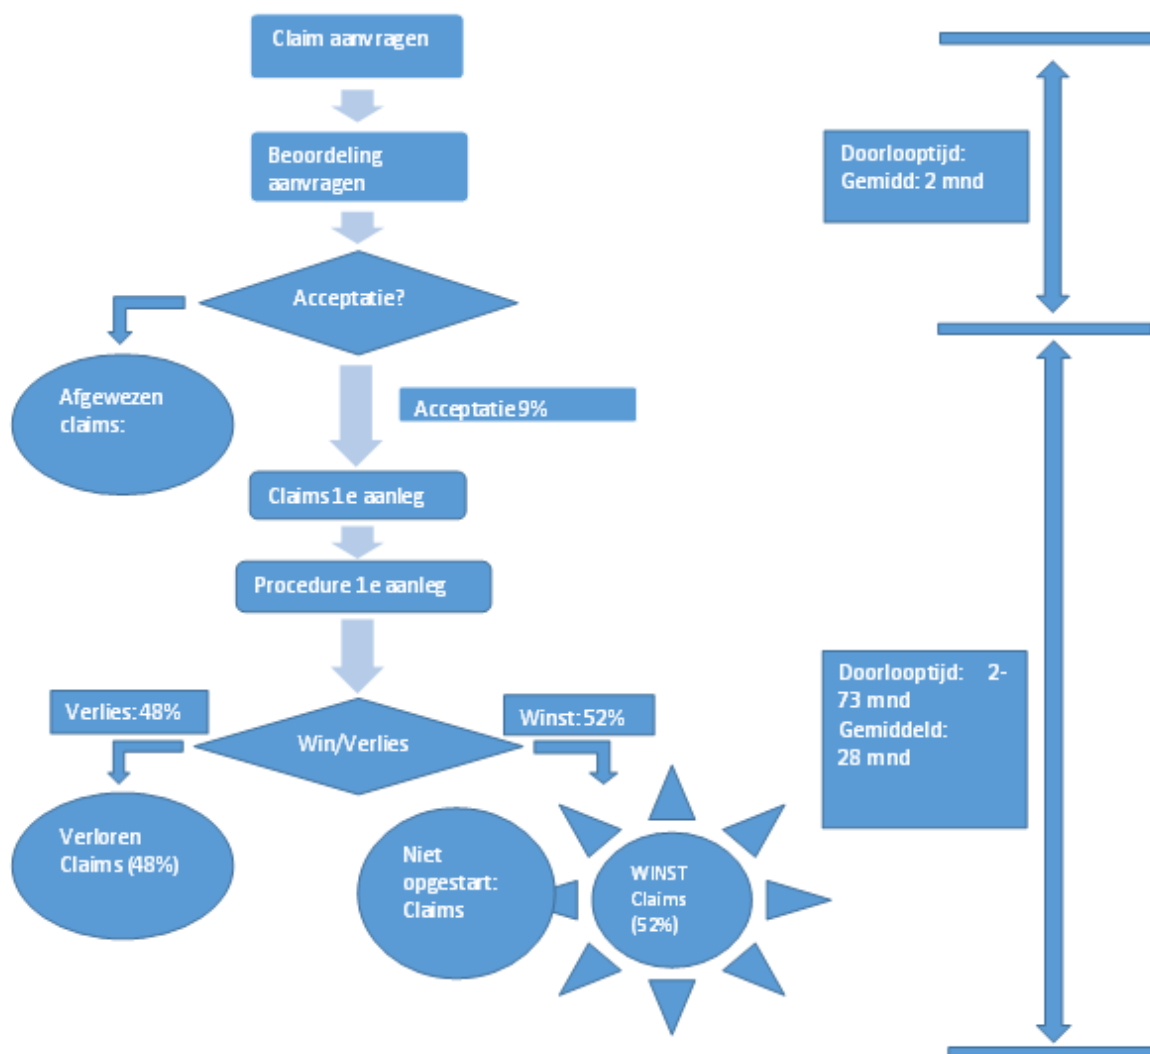 Claim aanvragen
Beoordeling
aanvragen
Doorlooptijd:
Gemidd: 2 mnd
Acceptatie?
Afgewezen
claims:
Acceptatie 9%
Claims 1e aanleg
Procedure 1e aanleg
Verlies: 48%
Winst: 52%
Win/Verlies
Doorlooptijd: 2-
73 mnd
Gemiddeld:
28 mnd
Verloren
Claims (48%)
Niet
opgestart:
Claims
WINST
Claims
(52%)